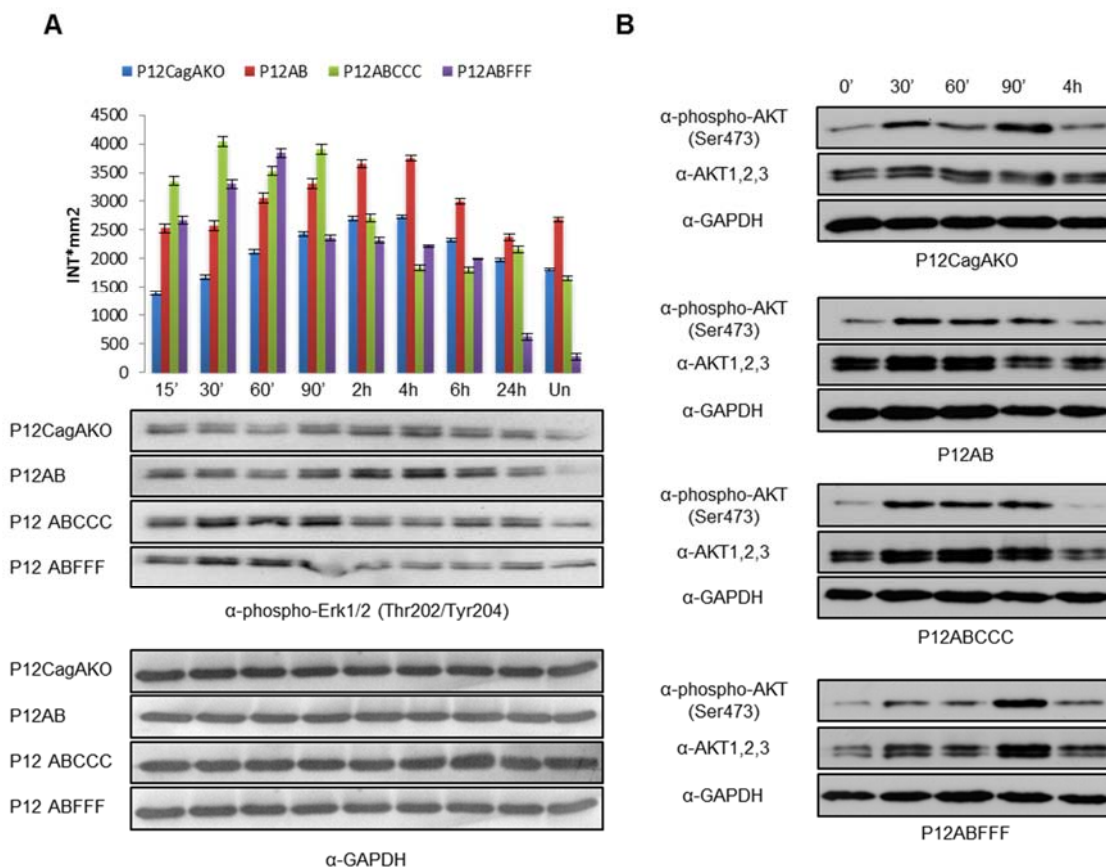 A
P12CagAKO P12AB P12ABCCC P12ABFFF
INT*mm2
4500
4000
3500
3000
2500
2000
1500
1000
500
0
15' 30' 60' 90' 2h 4h 6h 24h Un
P12CagAKO
P12AB
P12 ABCCC
P12 ABFFF
α-phospho-Erk1/2 (Thr202/Tyr204)
P12CagAKO
P12AB
P12 ABCCC
P12 ABFFF
α-GAPDH
B
0' 30' 60' 90' 4h
α-phospho-AKT
(Ser473)
α-AKT1,2,3
α-GAPDH
P12CagAKO
α-phospho-AKT
(Ser473)
α-AKT1,2,3
α-GAPDH
P12AB
α-phospho-AKT
(Ser473)
α-AKT1,2,3
α-GAPDH
P12ABCCC
α-phospho-AKT
(Ser473)
α-AKT1,2,3
α-GAPDH
P12ABFFF